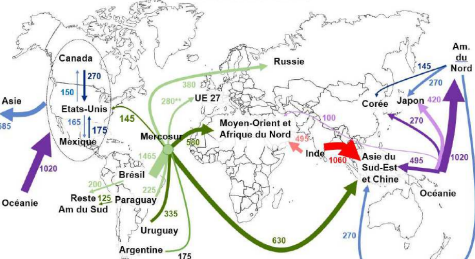 Am.
du
Nord
Canada
Russie
145
270
380
270
150
280**
UE 27
Corée
Japon
Asie
Etats-Unis
420
165
175
145
Moyen-Orient et
Afrique du Nord
100
270
1020
Mexique
Mercosur
580
495
1465
Inde
1060
Asie du
Sud-Est
et Chine
495
1020
Brésil
200
225
Océanie
Océanie
Reste
Am du Sud
125
Paraguay
335
Uruguay
270
630
Argentine
175